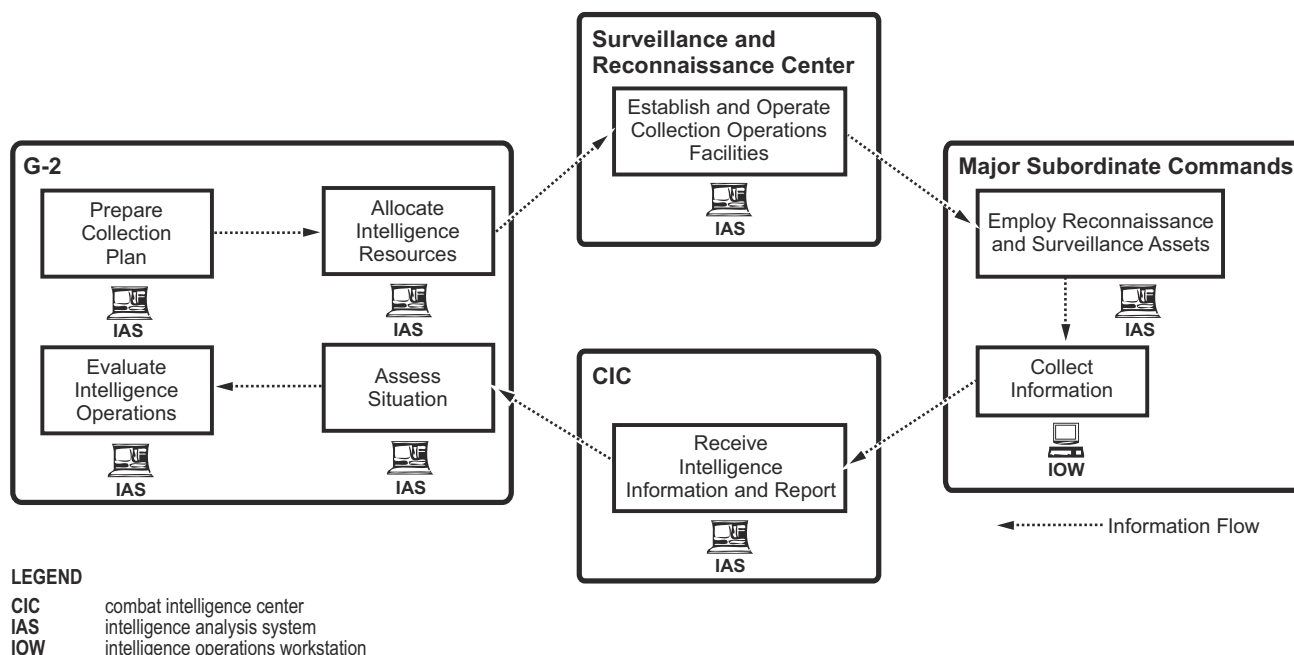 Surveillance and
Reconnaissance Center
Establish and Operate
Collection Operations
Facilities
IAS
G-2
Prepare
Collection
Plan
IAS
Allocate
Intelligence
Resources
IAS
Evaluate
Intelligence
Operations
IAS
Assess
Situation
IAS
CIC
Receive
Intelligence
Information and Report
IAS
Major Subordinate Commands
Employ Reconnaissance
and Surveillance Assets
IAS
Collect
Information
IOW
Information Flow
LEGEND
CIC combat intelligence center
IAS intelligence analysis system
IOW intelligence operations workstation